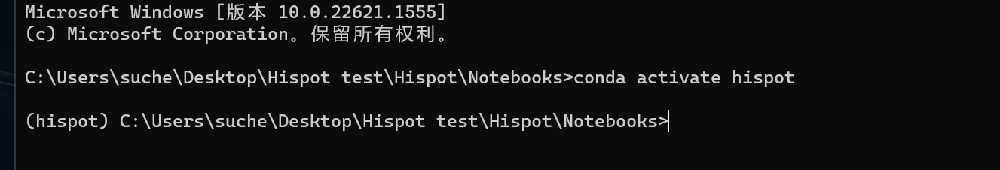 Microsoft Windows [版本 10.0.22621.1555]
(c) Microsoft Corporation。保留所有权利。
C:\Users\suche\Desktop\Hispot test\Hispot\Notebooks>conda activate hispot
(hispot) C:\Users\suche\Desktop\Hispot test\Hispot\Notebooks>